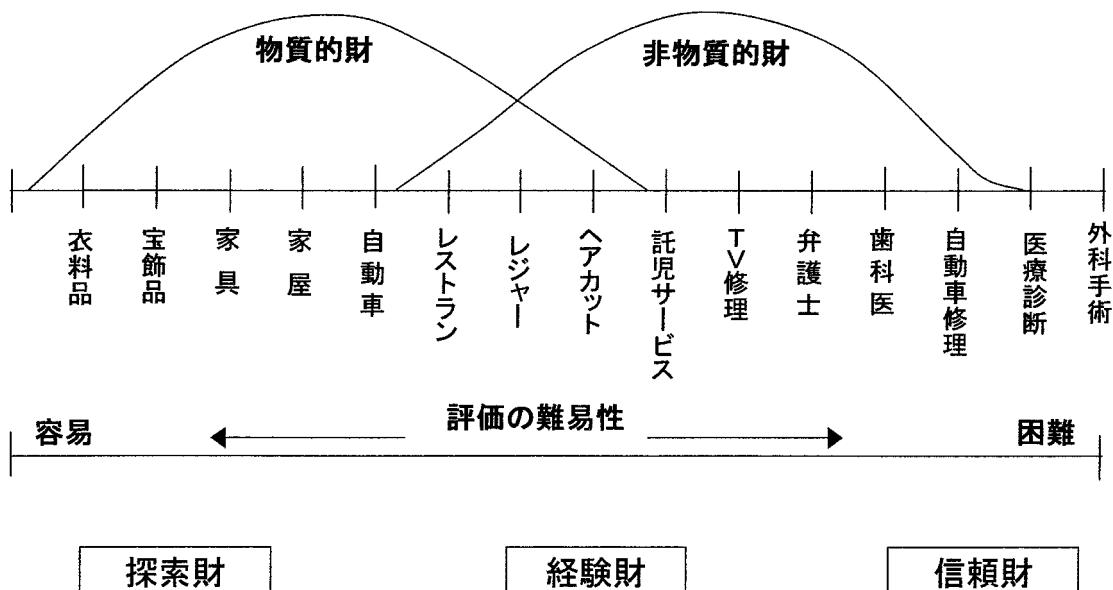 物質的財
非物質的財
衣料品
宝飾品
家具
家屋
自動車
レストラン
レジャー
ヘアカット
託児サービス
TV修理
弁護士
歯科医
自動車修理
医療診断
外科手術
容易
評価の難易性
困難
探索財
経験財
信頼財